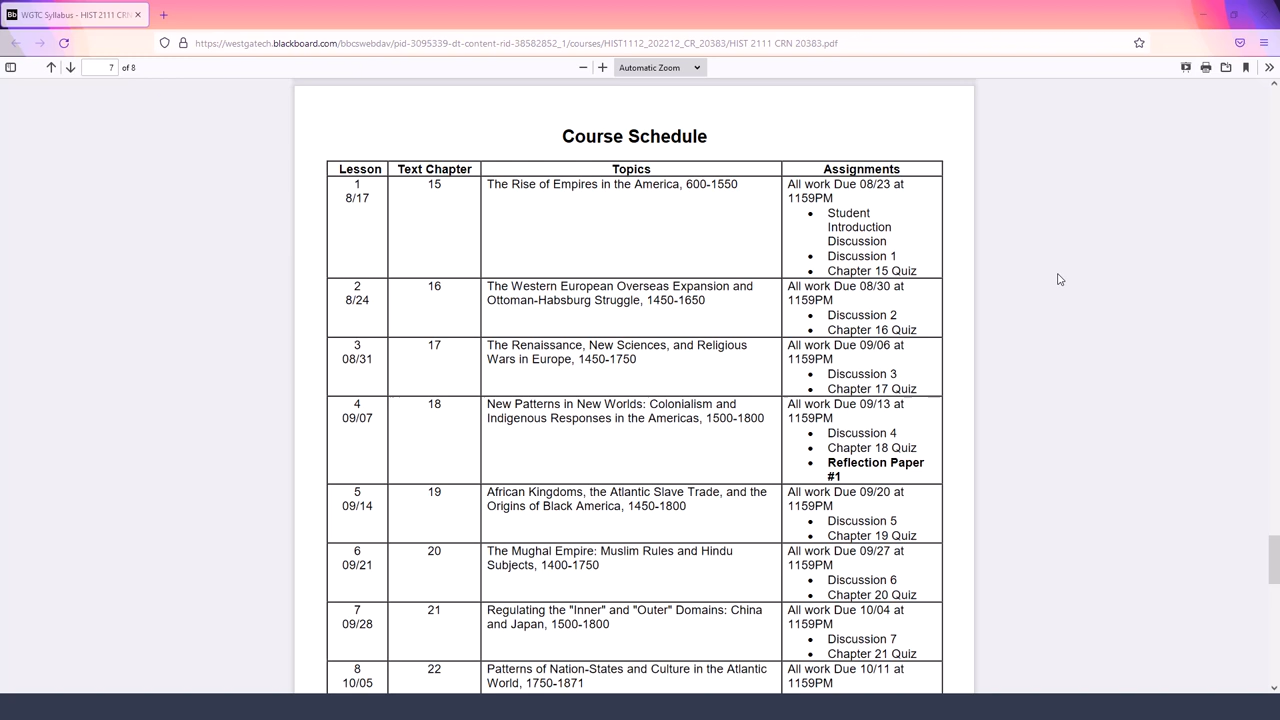 WGTC Syllabus - HIST 2111 CRN
https://westgatech.blackboard.com/bbcswebdav/pid-3095339-dt-content-rid-38582852_1/courses/HIST1112_202212_CR_20383/HIST 2111 CRN 20383.pdf
7 of 8
Automatic Zoom
Course Schedule
Lesson Text Chapter Topics Assignments
1
8/17
15
The Rise of Empires in the America, 600-1550
All work Due 08/23 at
1159PM
• Student
Introduction
Discussion
• Discussion 1
• Chapter 15 Quiz
2
8/24
16
The Western European Overseas Expansion and
Ottoman-Habsburg Struggle, 1450-1650
All work Due 08/30 at
1159PM
• Discussion 2
• Chapter 16 Quiz
3
08/31
17
The Renaissance, New Sciences, and Religious
Wars in Europe, 1450-1750
All work Due 09/06 at
1159PM
• Discussion 3
• Chapter 17 Quiz
4
09/07
18
New Patterns in New Worlds: Colonialism and
Indigenous Responses in the Americas, 1500-1800
All work Due 09/13 at
1159PM
• Discussion 4
• Chapter 18 Quiz
• Reflection Paper
#1
5
09/14
19
African Kingdoms, the Atlantic Slave Trade, and the
Origins of Black America, 1450-1800
All work Due 09/20 at
1159PM
• Discussion 5
• Chapter 19 Quiz
6
09/21
20
The Mughal Empire: Muslim Rules and Hindu
Subjects, 1400-1750
All work Due 09/27 at
1159PM
• Discussion 6
• Chapter 20 Quiz
7
09/28
21
Regulating the "Inner" and "Outer" Domains: China
and Japan, 1500-1800
All work Due 10/04 at
1159PM
• Discussion 7
• Chapter 21 Quiz
8
10/05
22
Patterns of Nation-States and Culture in the Atlantic
World, 1750-1871
All work Due 10/11 at
1159PM